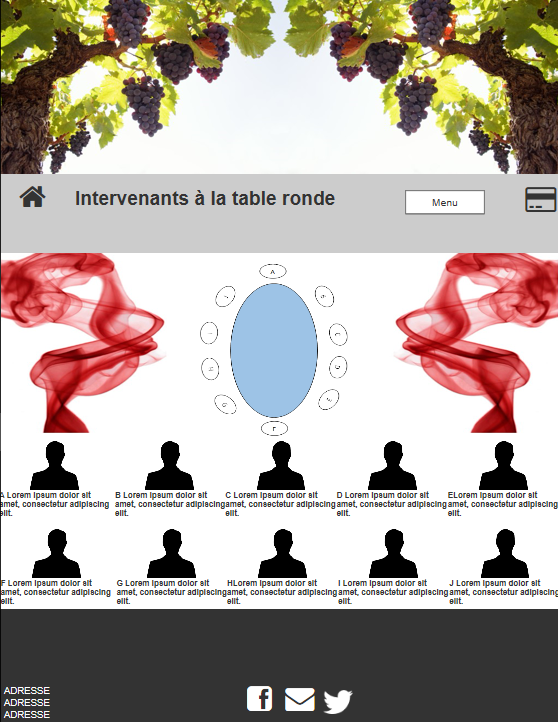 Intervenants à la table ronde
Menu
A
B
C
D
E
F
G
A Lorem ipsum dolor sit
amet, consectetur adipiscing
elit.
B Lorem ipsum dolor sit
amet, consectetur adipiscing
elit.
C Lorem ipsum dolor sit
amet, consectetur adipiscing
elit.
D Lorem ipsum dolor sit
amet, consectetur adipiscing
elit.
ELorem ipsum dolor sit
amet, consectetur adipiscing
elit.
F Lorem ipsum dolor sit
amet, consectetur adipiscing
elit.
G Lorem ipsum dolor sit
amet, consectetur adipiscing
elit.
HLorem ipsum dolor sit
amet, consectetur adipiscing
elit.
I Lorem ipsum dolor sit
amet, consectetur adipiscing
elit.
J Lorem ipsum dolor sit
amet, consectetur adipiscing
elit.
ADRESSE
ADRESSE
ADRESSE